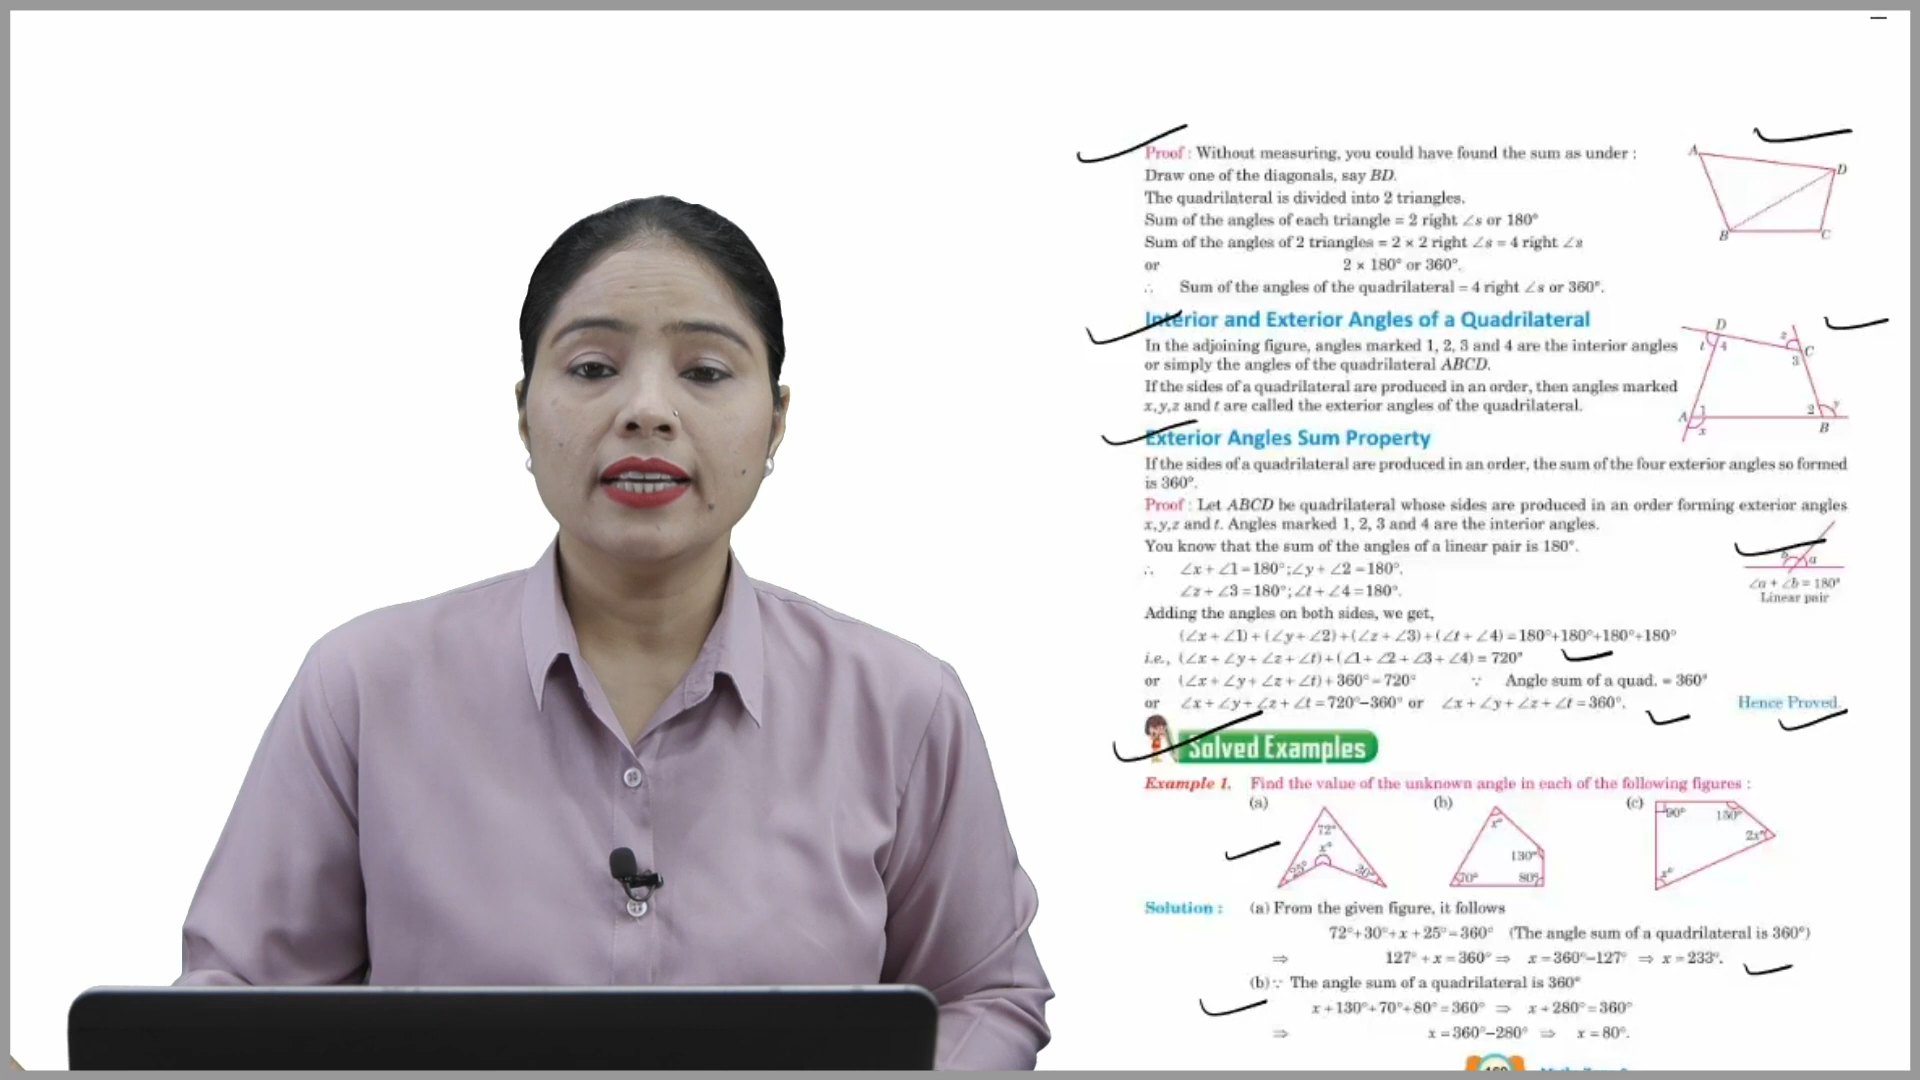 Proof : Without measuring, you could have found the sum as under :
Draw one of the diagonals, say BD.
The quadrilateral is divided into 2 triangles.
Sum of the angles of each triangle = 2 right ∠s or 180°
Sum of the angles of 2 triangles = 2 × 2 right ∠s = 4 right ∠s
or 2 × 180° or 360°.
∴ Sum of the angles of the quadrilateral = 4 right ∠s or 360°.
A
D
B
C
Interior and Exterior Angles of a Quadrilateral
In the adjoining figure, angles marked 1, 2, 3 and 4 are the interior angles
or simply the angles of the quadrilateral ABCD.
If the sides of a quadrilateral are produced in an order, then angles marked
x,y,z and t are called the exterior angles of the quadrilateral.
D
t 4
z
C
3
A 1
x
2 y
B
Exterior Angles Sum Property
If the sides of a quadrilateral are produced in an order, the sum of the four exterior angles so formed
is 360°.
Proof : Let ABCD be quadrilateral whose sides are produced in an order forming exterior angles
x,y,z and t. Angles marked 1, 2, 3 and 4 are the interior angles.
You know that the sum of the angles of a linear pair is 180°.
∴ ∠x + ∠1 = 180°; ∠y + ∠2 = 180°.
∠z + ∠3 = 180°; ∠t + ∠4 = 180°.
b a
∠a + ∠b = 180°
Linear pair
Adding the angles on both sides, we get,
(∠x + ∠1) + (∠y + ∠2) + (∠z + ∠3) + (∠t + ∠4) = 180°+180°+180°+180°
i.e., (∠x + ∠y + ∠z + ∠t) + (∠1 + ∠2 + ∠3 + ∠4) = 720°
or (∠x + ∠y + ∠z + ∠t) + 360° = 720° ∵ Angle sum of a quad. = 360°
or ∠x + ∠y + ∠z + ∠t = 720°−360° or ∠x + ∠y + ∠z + ∠t = 360°. Hence Proved.
Solved Examples
Example 1. Find the value of the unknown angle in each of the following figures :
(a) (b) (c)
72°
x°
25° 30°
x°
130°
70° 80°
90° 150°
2x°
x°
Solution : (a) From the given figure, it follows
72°+30°+x+25°=360° (The angle sum of a quadrilateral is 360°)
⇒ 127° + x = 360° ⇒ x = 360°−127° ⇒ x = 233°.
(b) ∵ The angle sum of a quadrilateral is 360°
x+130°+70°+80°=360° ⇒ x+280°=360°
⇒ x = 360°−280° ⇒ x = 80°.